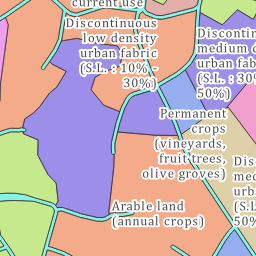 current use
Discontinuous
low density
urban fabric
(S.L. : 10% -
30%)
Discontin
medium d
urban fab
(S.L. : 30%
50%)
Permanent
crops
(vineyards,
fruit trees,
olive groves)
Dis
med
urba
(S.L
50%
Arable land
(annual crops)